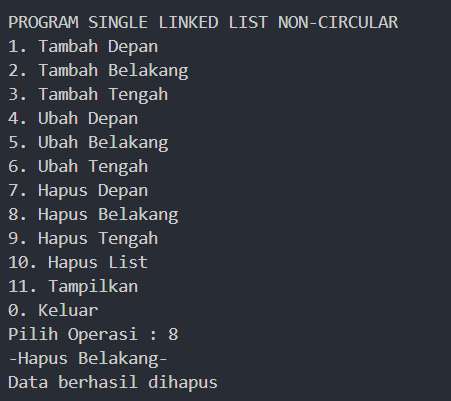 PROGRAM SINGLE LINKED LIST NON-CIRCULAR
1. Tambah Depan
2. Tambah Belakang
3. Tambah Tengah
4. Ubah Depan
5. Ubah Belakang
6. Ubah Tengah
7. Hapus Depan
8. Hapus Belakang
9. Hapus Tengah
10. Hapus List
11. Tampilkan
0. Keluar
Pilih Operasi : 8
-Hapus Belakang-
Data berhasil dihapus